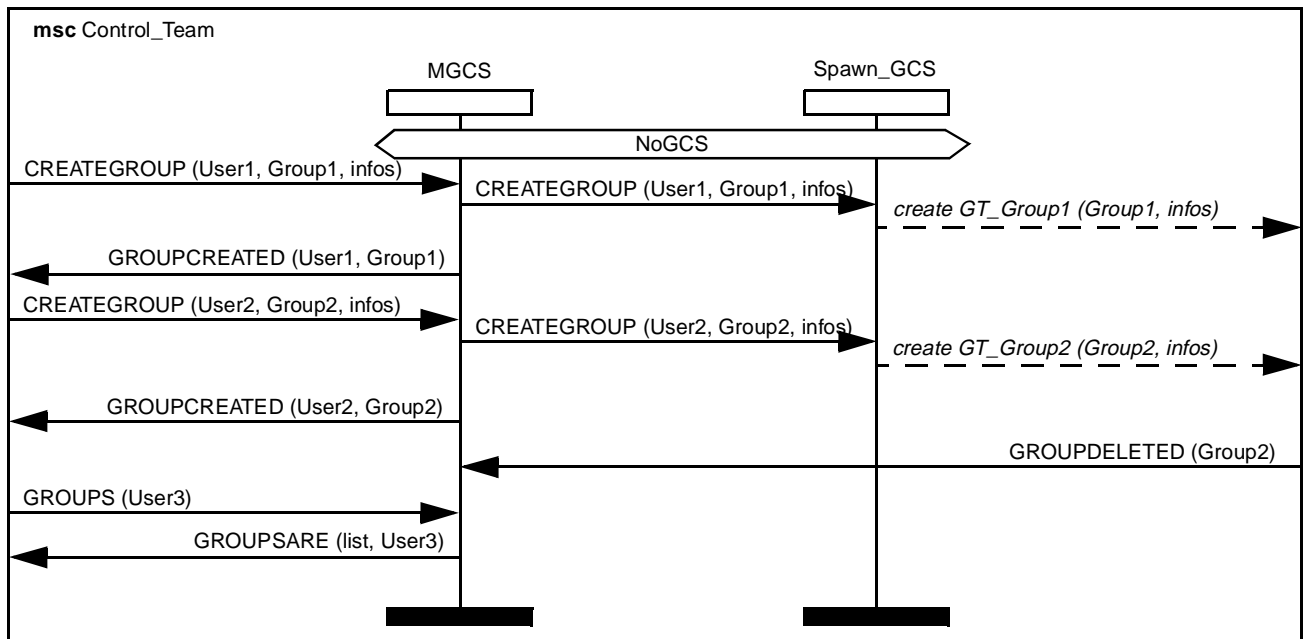 msc Control_Team
MGCS
Spawn_GCS
NoGCS
CREATEGROUP (User1, Group1, infos)
CREATEGROUP (User1, Group1, infos)
create GT_Group1 (Group1, infos)
GROUPCREATED (User1, Group1)
CREATEGROUP (User2, Group2, infos)
CREATEGROUP (User2, Group2, infos)
create GT_Group2 (Group2, infos)
GROUPCREATED (User2, Group2)
GROUPDELETED (Group2)
GROUPS (User3)
GROUPSARE (list, User3)